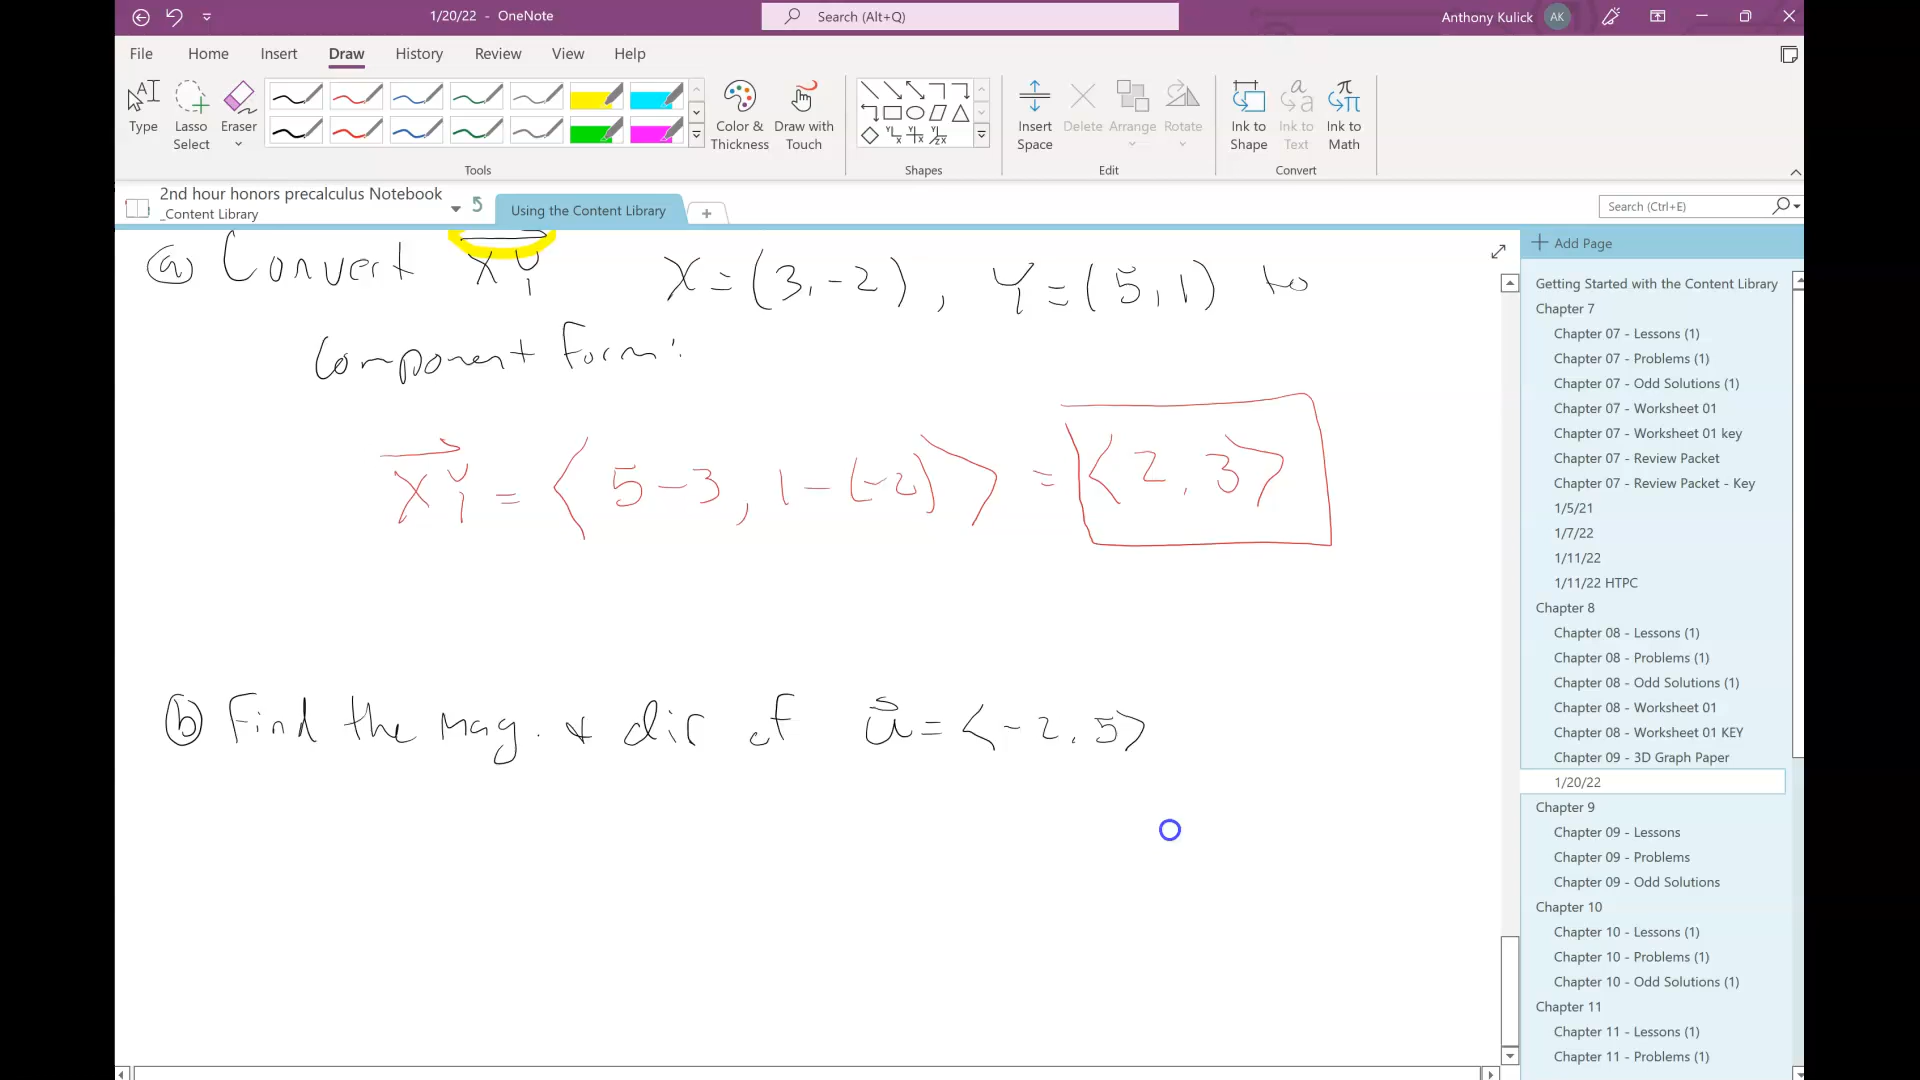 1/20/22 - OneNote
Search (Alt+Q)
Anthony Kulick
AK
File Home Insert Draw History Review View Help
Type
Lasso Select
Eraser
Color & Thickness
Draw with Touch
Insert Space
Delete
Arrange
Rotate
Ink to Shape
Ink to Text
Ink to Math
Tools
Shapes
Edit
Convert
2nd hour honors precalculus Notebook
_Content Library
Using the Content Library
Search (Ctrl+E)
(a) Convert XY X = (3, -2), Y = (5, 1) to
component form:
XY = ⟨5 - 3, 1 - (-2)⟩ = ⟨2, 3⟩
(b) Find the mag. & dir of u = ⟨-2, 5⟩
Add Page
Getting Started with the Content Library
Chapter 7
Chapter 07 - Lessons (1)
Chapter 07 - Problems (1)
Chapter 07 - Odd Solutions (1)
Chapter 07 - Worksheet 01
Chapter 07 - Worksheet 01 key
Chapter 07 - Review Packet
Chapter 07 - Review Packet - Key
1/5/21
1/7/22
1/11/22
1/11/22 HTPC
Chapter 8
Chapter 08 - Lessons (1)
Chapter 08 - Problems (1)
Chapter 08 - Odd Solutions (1)
Chapter 08 - Worksheet 01
Chapter 08 - Worksheet 01 KEY
Chapter 09 - 3D Graph Paper
1/20/22
Chapter 9
Chapter 09 - Lessons
Chapter 09 - Problems
Chapter 09 - Odd Solutions
Chapter 10
Chapter 10 - Lessons (1)
Chapter 10 - Problems (1)
Chapter 10 - Odd Solutions (1)
Chapter 11
Chapter 11 - Lessons (1)
Chapter 11 - Problems (1)